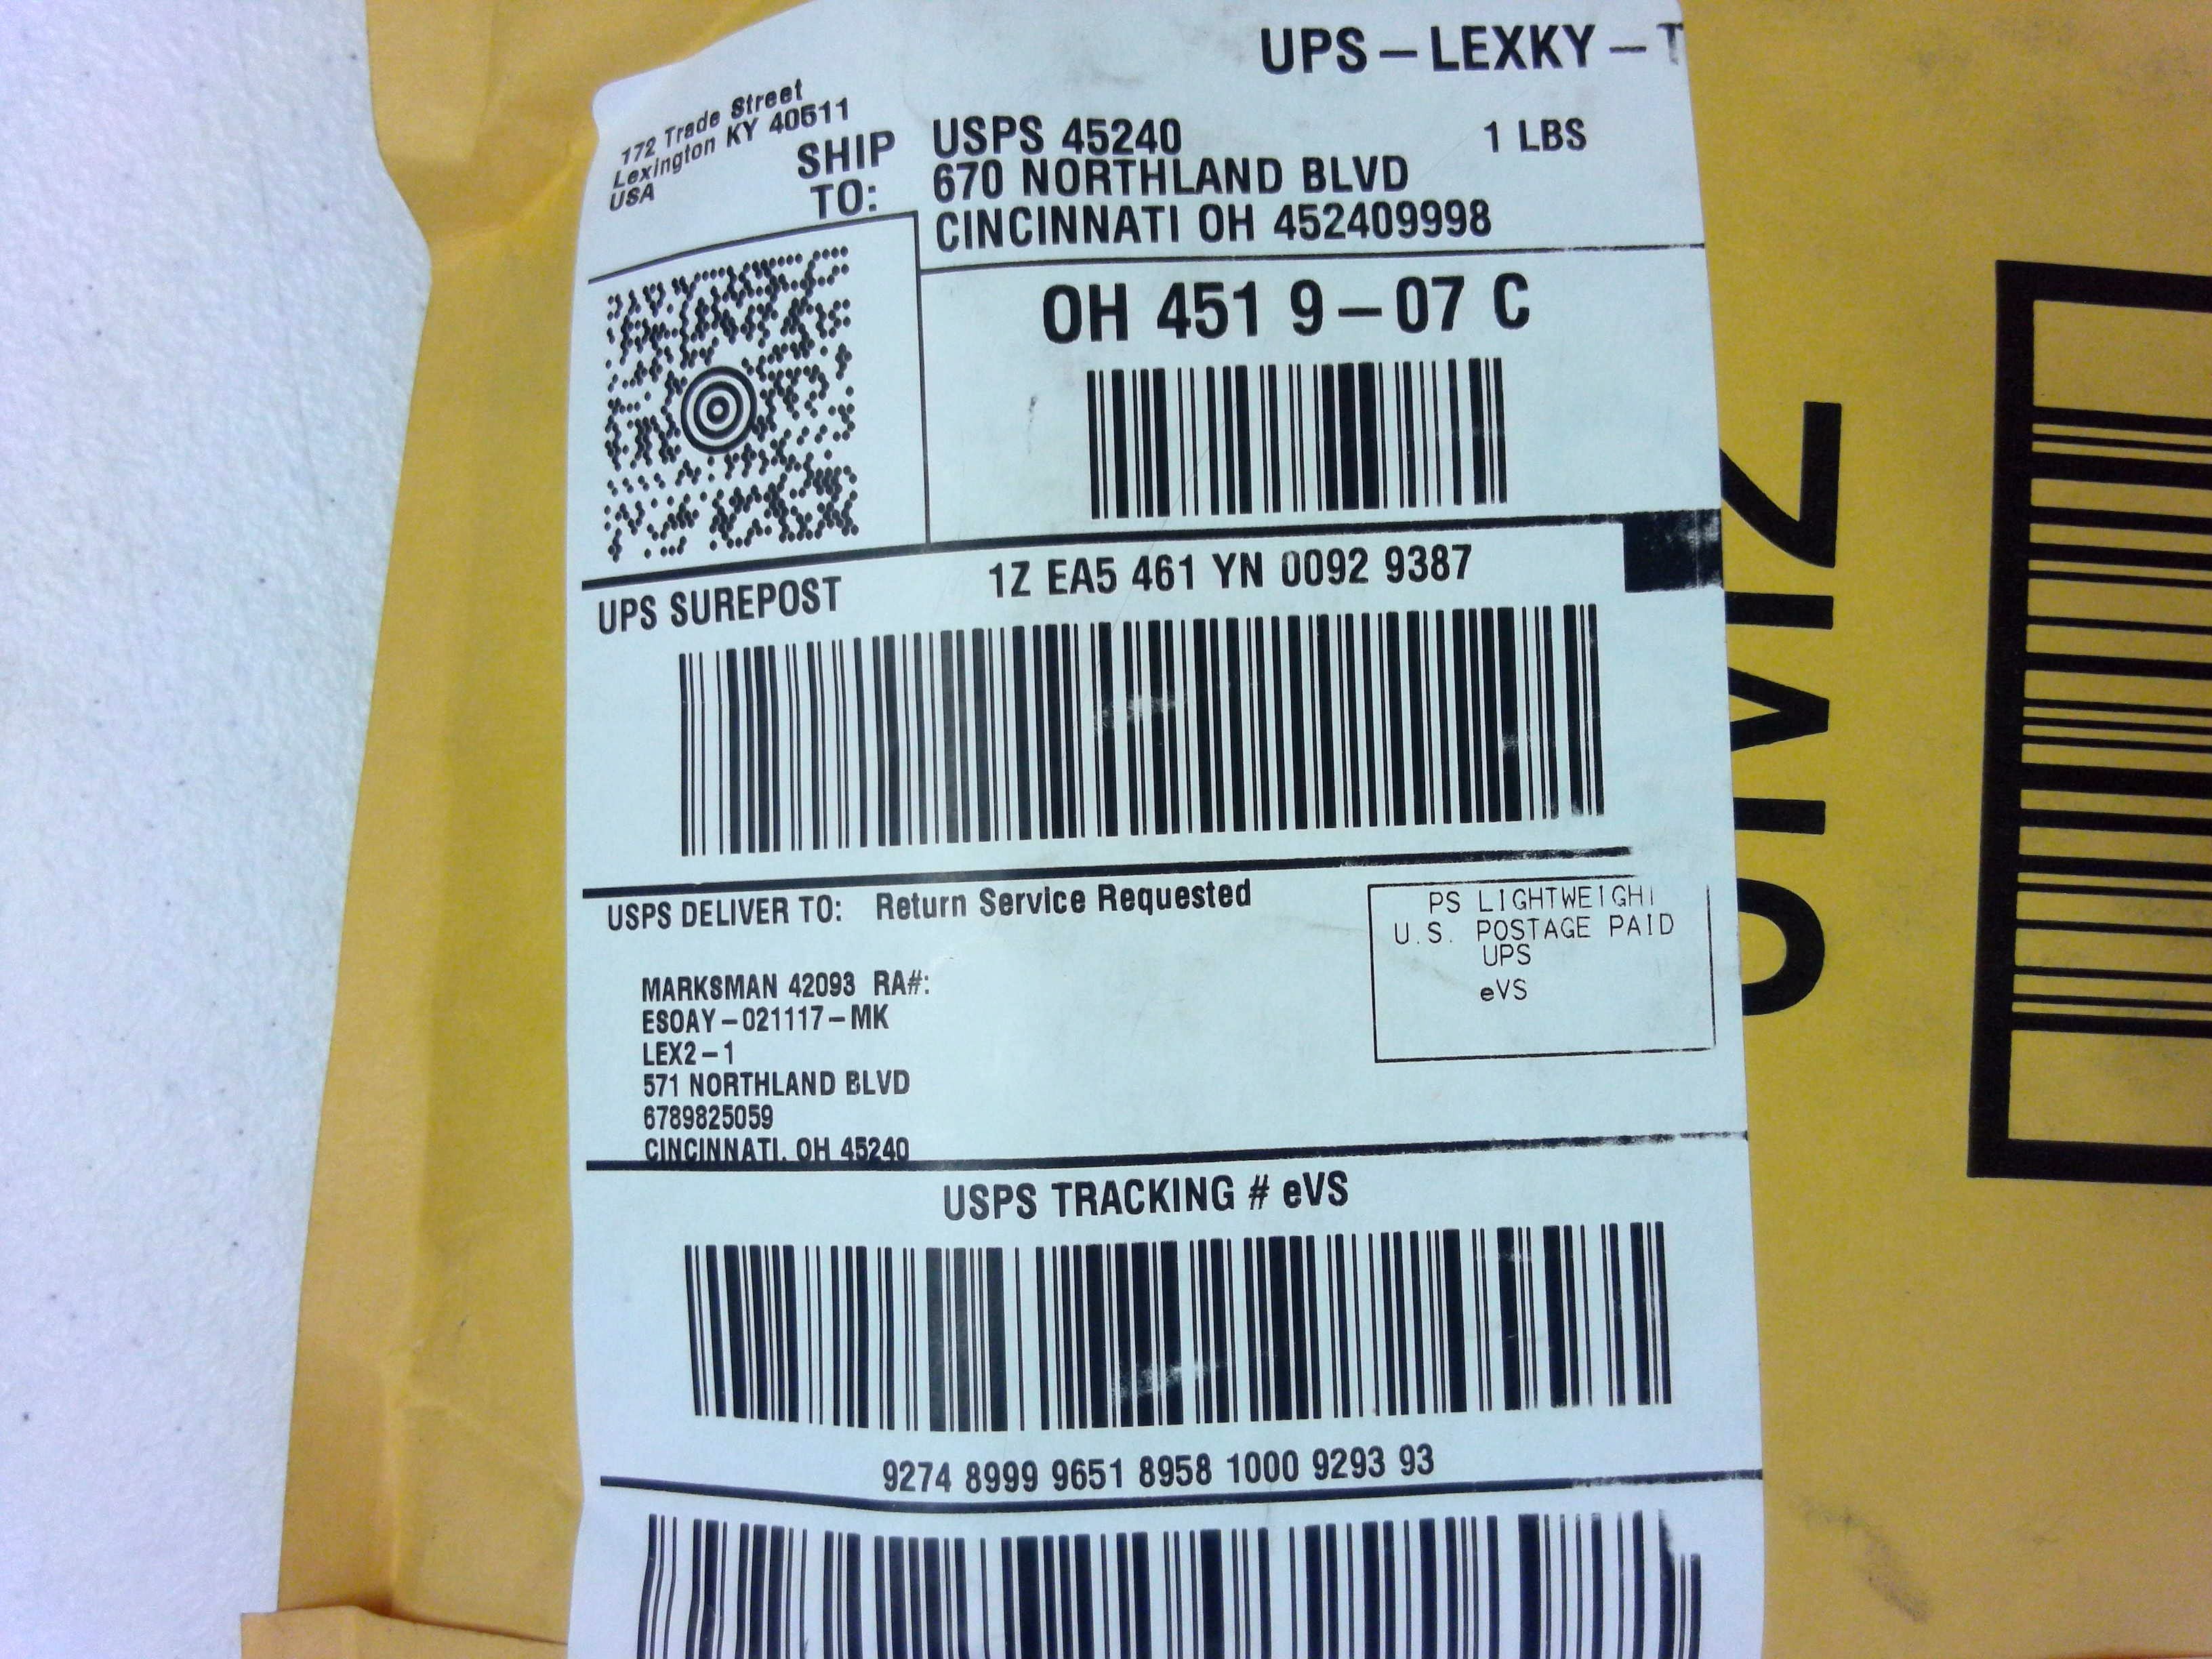 UPS – LEXKY – T
172 Trade Street
Lexington KY 40511
USA
SHIP
TO:
USPS 45240
1 LBS
670 NORTHLAND BLVD
CINCINNATI OH 452409998
OH 451 9 – 07 C
UPS SUREPOST
1Z EA5 461 YN 0092 9387
USPS DELIVER TO: Return Service Requested
PS LIGHTWEIGHT
U.S. POSTAGE PAID
UPS
eVS
MARKSMAN 42093 RA#:
ESOAY – 021117 – MK
LEX2 – 1
571 NORTHLAND BLVD
6789825059
CINCINNATI, OH 45240
USPS TRACKING # eVS
9274 8999 9651 8958 1000 9293 93